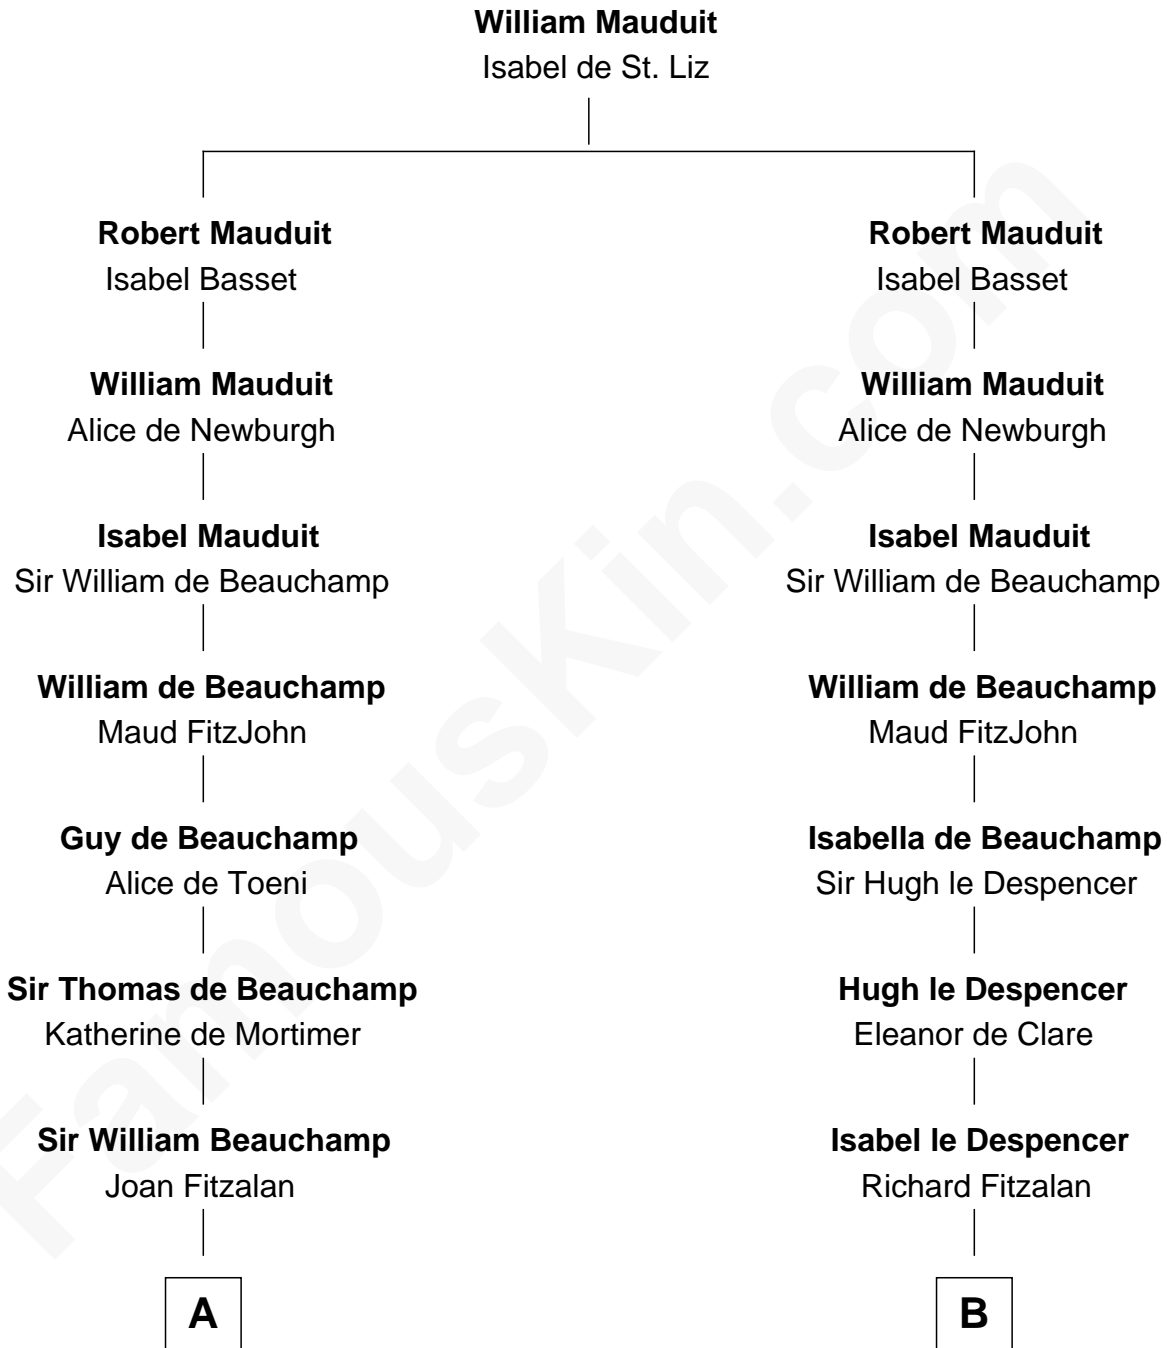 William Mauduit
Isabel de St. Liz
Robert Mauduit
Isabel Basset
William Mauduit
Alice de Newburgh
Isabel Mauduit
Sir William de Beauchamp
William de Beauchamp
Maud FitzJohn
Guy de Beauchamp
Alice de Toeni
Sir Thomas de Beauchamp
Katherine de Mortimer
Sir William Beauchamp
Joan Fitzalan
A
Robert Mauduit
Isabel Basset
William Mauduit
Alice de Newburgh
Isabel Mauduit
Sir William de Beauchamp
William de Beauchamp
Maud FitzJohn
Isabella de Beauchamp
Sir Hugh le Despencer
Hugh le Despencer
Eleanor de Clare
Isabel le Despencer
Richard Fitzalan
B
FamousKin.com